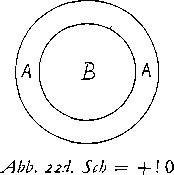 A B A
Abb. 22d. Sch = + ! 0